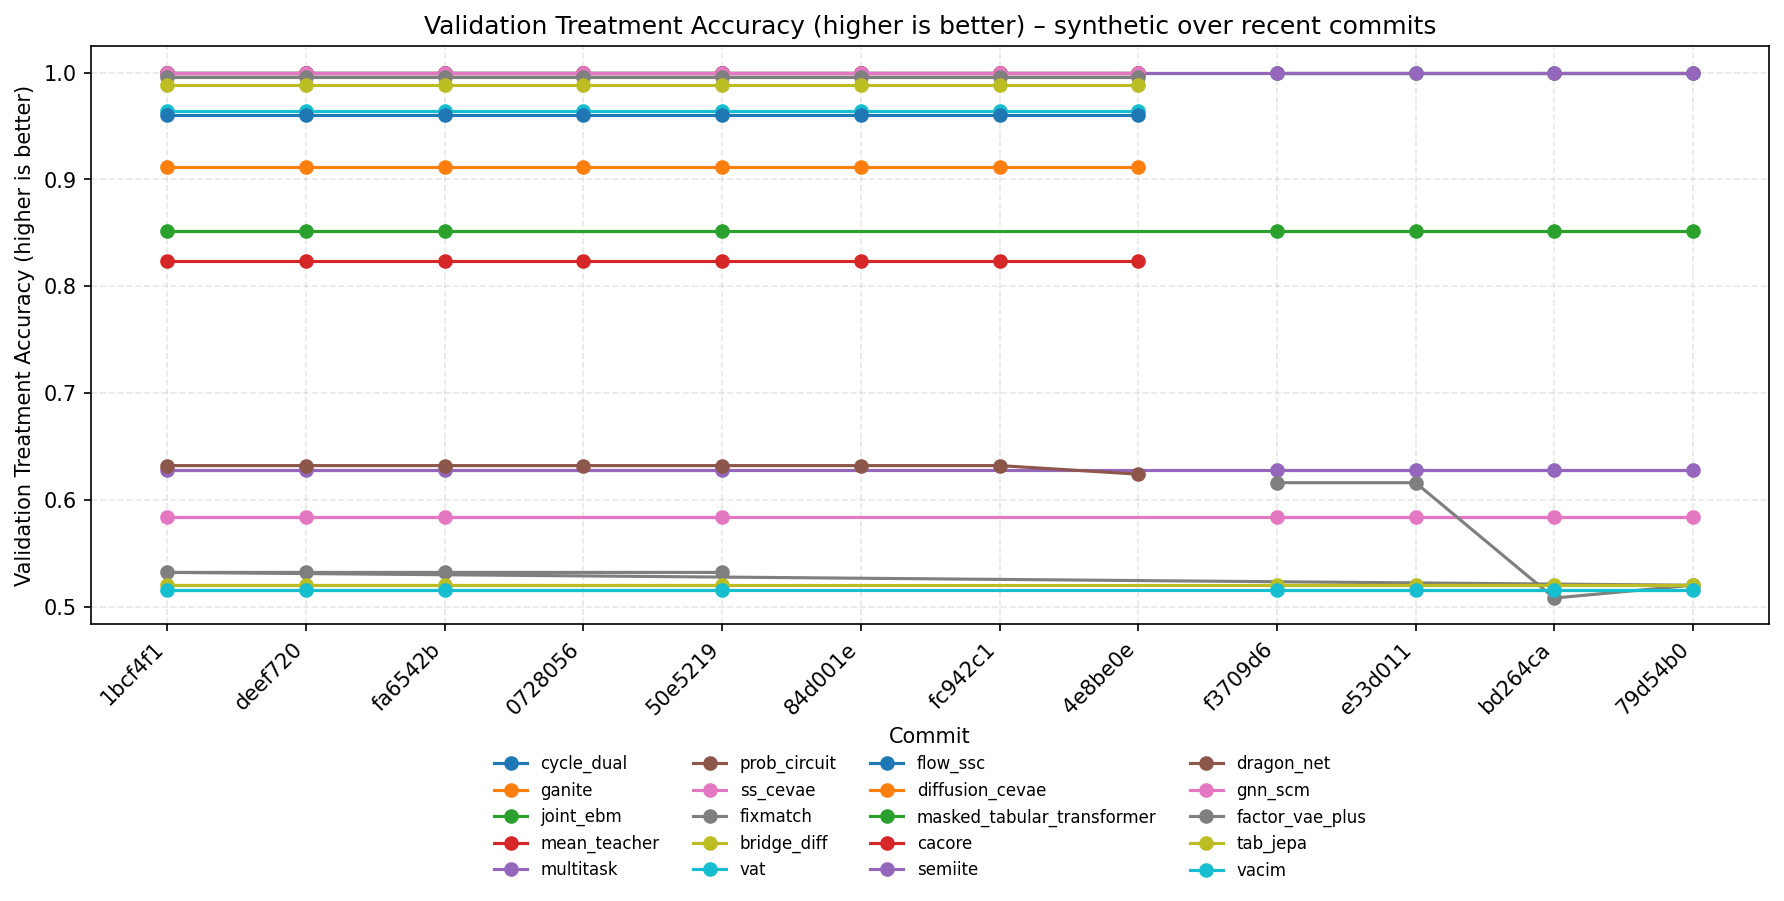 Validation Treatment Accuracy (higher is better) – synthetic over recent commits
Validation Treatment Accuracy (higher is better)
1.0
0.9
0.8
0.7
0.6
0.5
1bcf4f1
deef720
fa6542b
0728056
50e5219
84d001e
fc942c1
4e8be0e
f3709d6
e53d011
bd264ca
79d54b0
Commit
cycle_dual
ganite
joint_ebm
mean_teacher
multitask
prob_circuit
ss_cevae
fixmatch
bridge_diff
vat
flow_ssc
diffusion_cevae
masked_tabular_transformer
cacore
semiite
dragon_net
gnn_scm
factor_vae_plus
tab_jepa
vacim